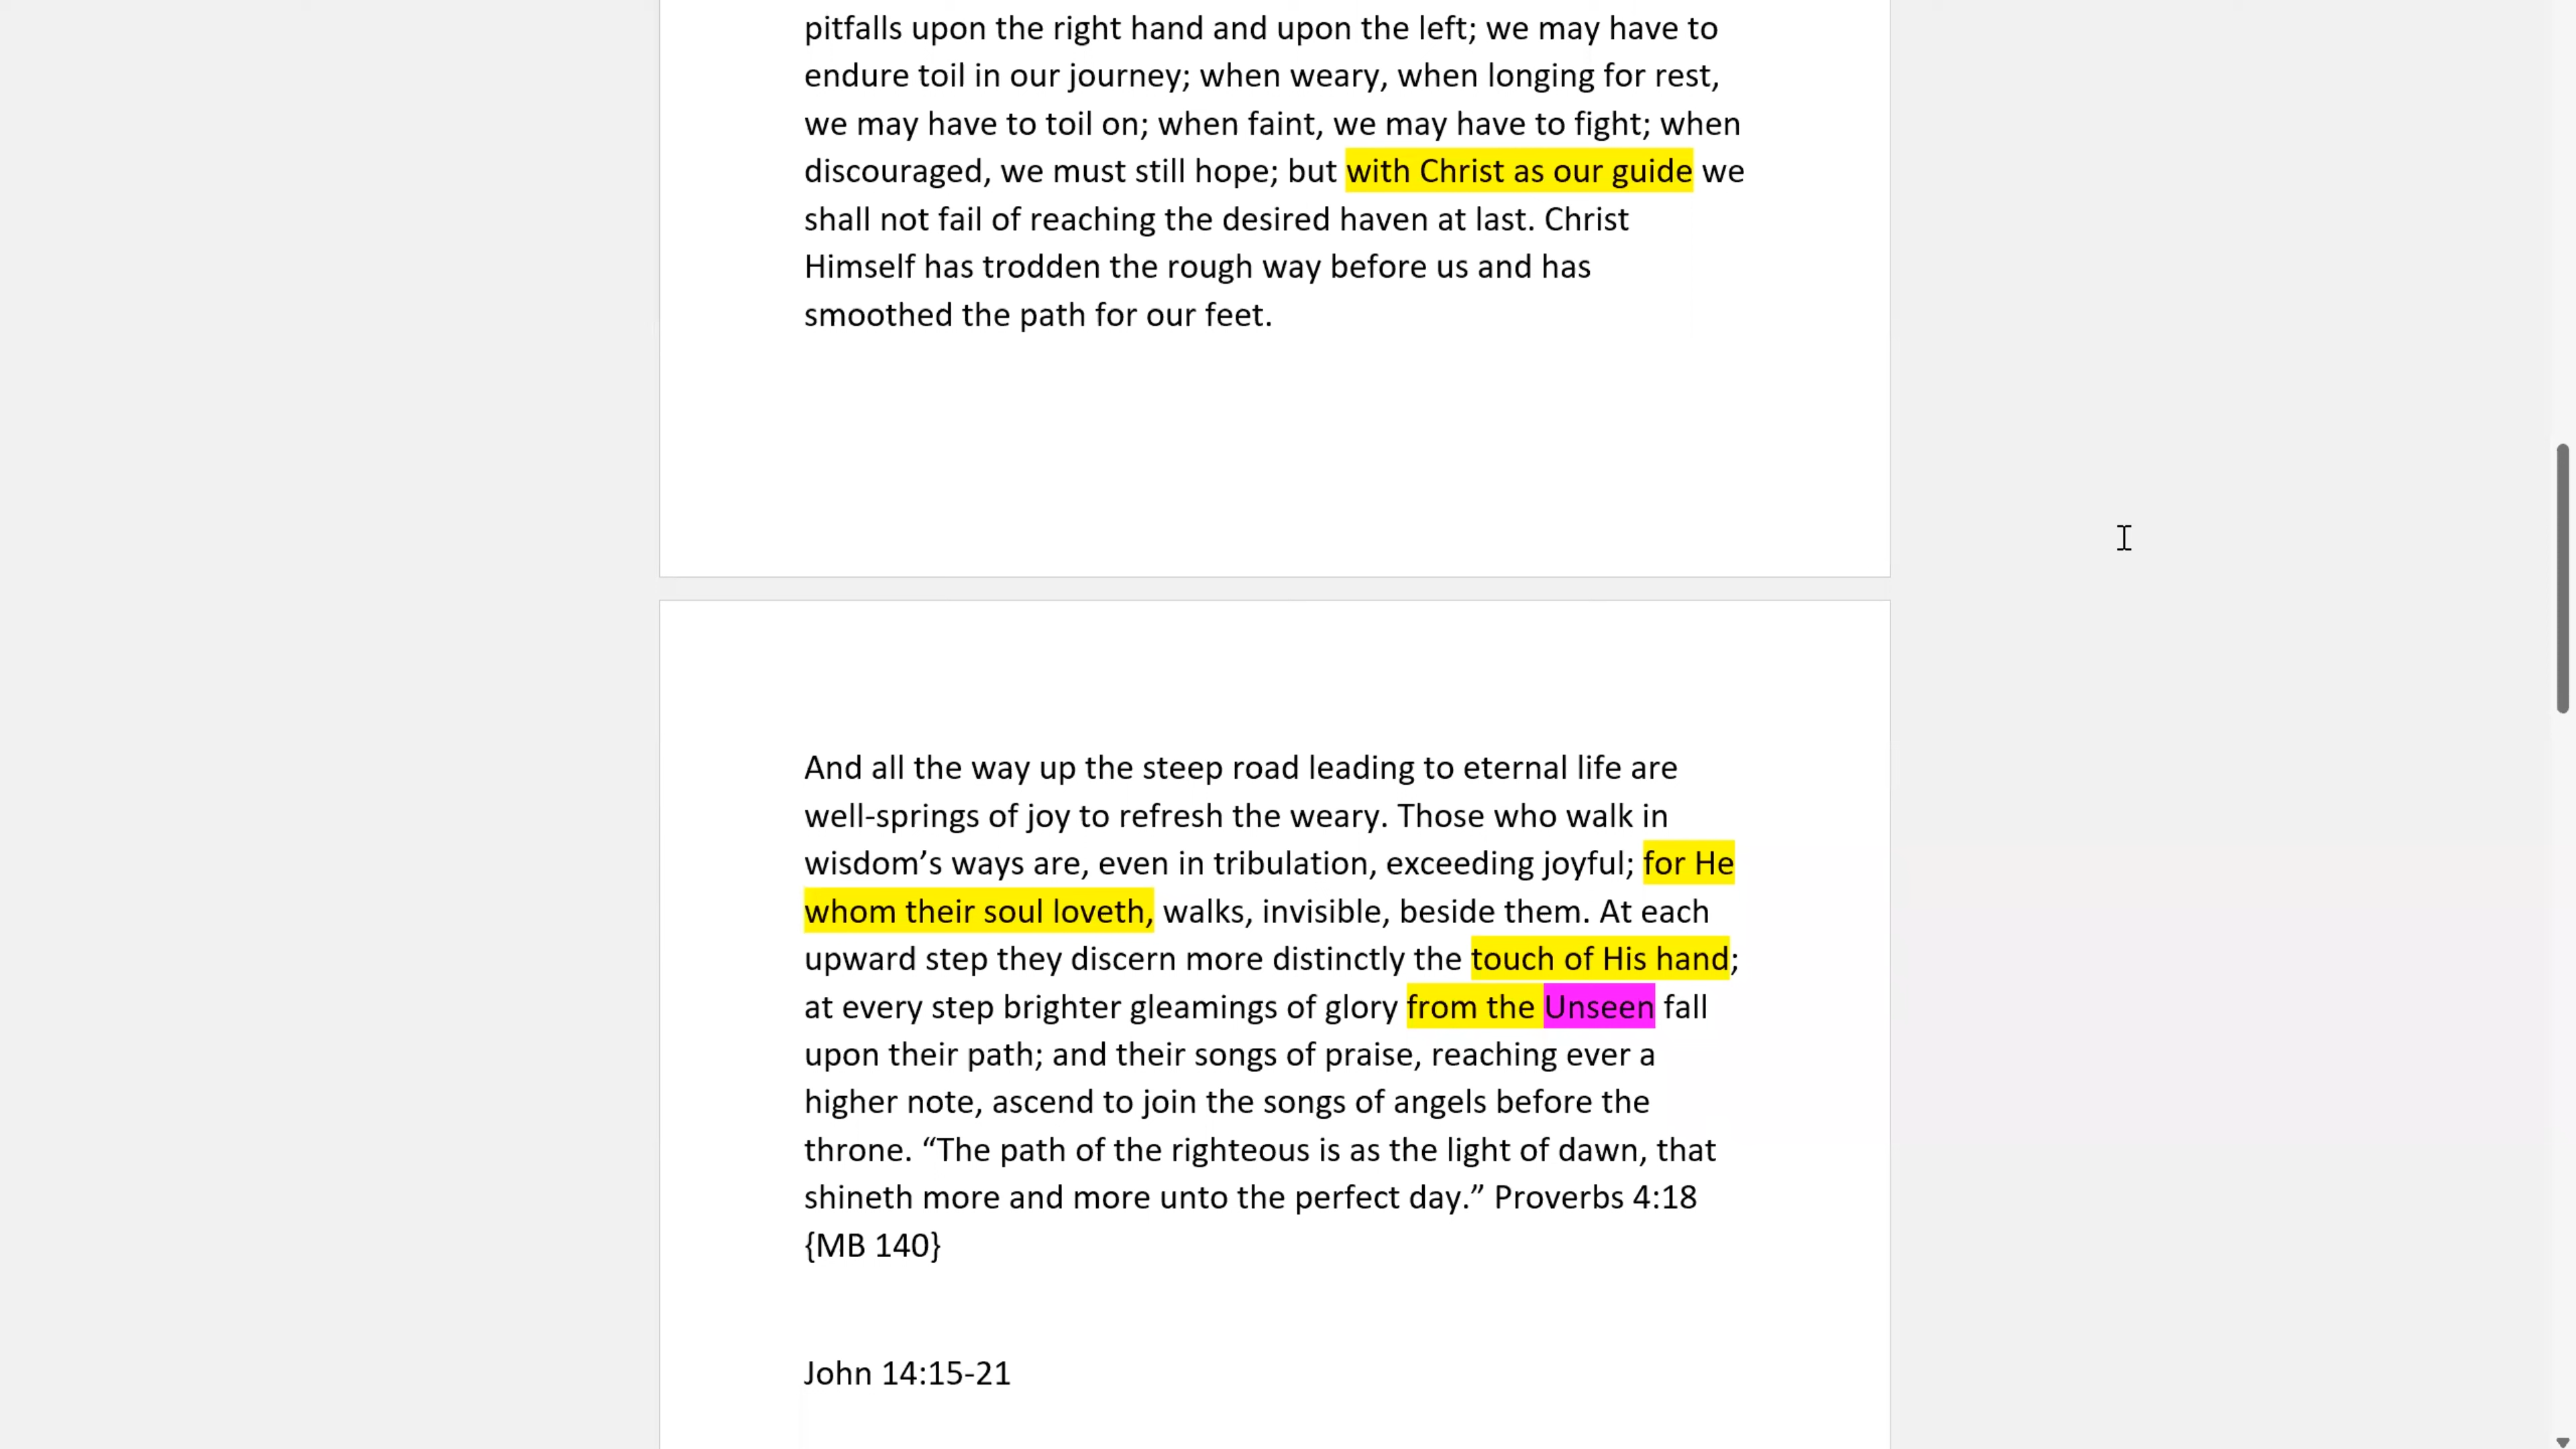 pitfalls upon the right hand and upon the left; we may have to
endure toil in our journey; when weary, when longing for rest,
we may have to toil on; when faint, we may have to fight; when
discouraged, we must still hope; but with Christ as our guide we
shall not fail of reaching the desired haven at last. Christ
Himself has trodden the rough way before us and has
smoothed the path for our feet.
And all the way up the steep road leading to eternal life are
well-springs of joy to refresh the weary. Those who walk in
wisdom’s ways are, even in tribulation, exceeding joyful; for He
whom their soul loveth, walks, invisible, beside them. At each
upward step they discern more distinctly the touch of His hand;
at every step brighter gleamings of glory from the Unseen fall
upon their path; and their songs of praise, reaching ever a
higher note, ascend to join the songs of angels before the
throne. “The path of the righteous is as the light of dawn, that
shineth more and more unto the perfect day.” Proverbs 4:18
{MB 140}
John 14:15-21